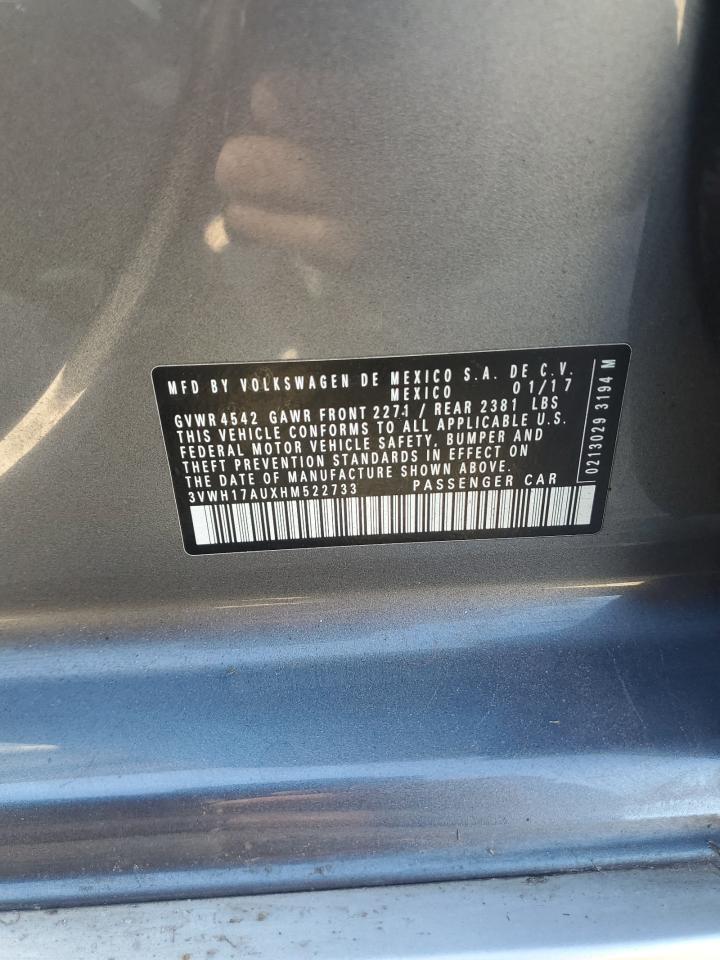 MFD BY VOLKSWAGEN DE MEXICO S.A. DE C.V.
MEXICO 01/17
GVWR 4542 GAWR FRONT 2271 / REAR 2381 LBS
THIS VEHICLE CONFORMS TO ALL APPLICABLE U.S.
FEDERAL MOTOR VEHICLE SAFETY, BUMPER AND
THEFT PREVENTION STANDARDS IN EFFECT ON
THE DATE OF MANUFACTURE SHOWN ABOVE.
3VWH17AUXHM522733 PASSENGER CAR
0213029 3194 M